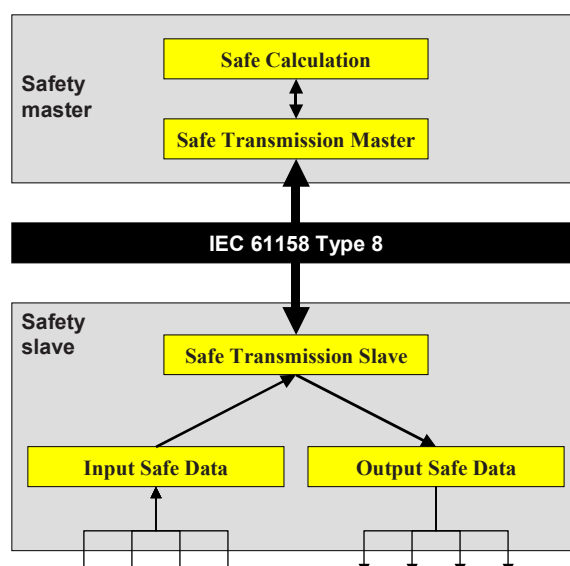 Safety
master
Safe Calculation
Safe Transmission Master
IEC 61158 Type 8
Safety
slave
Safe Transmission Slave
Input Safe Data
Output Safe Data